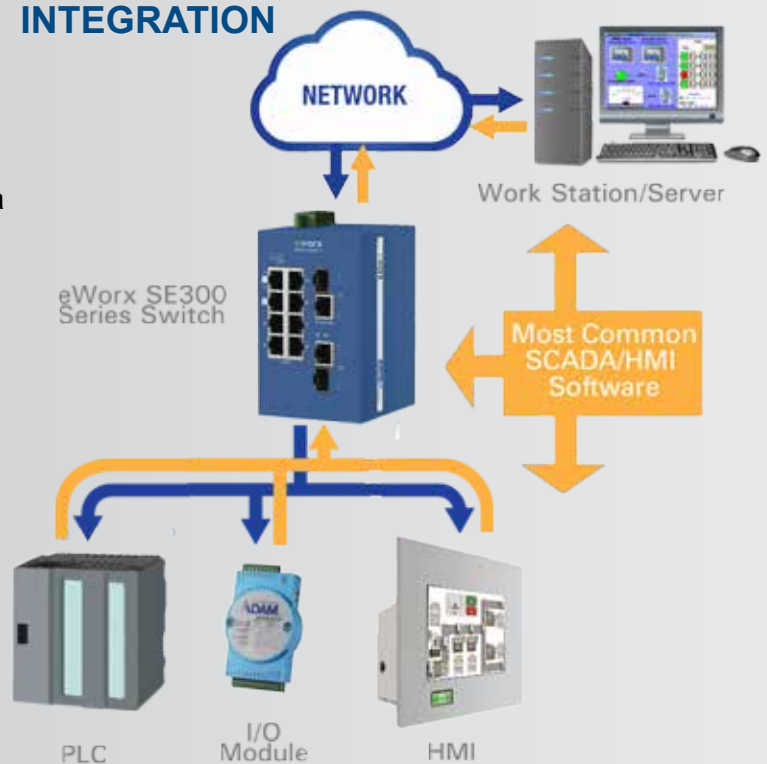 INTEGRATION
NETWORK
a
Work Station/Server
eWorx SE300
Series Switch
Most Common
SCADA/HMI
Software
ADAM
PLC
I/O
Module
HMI